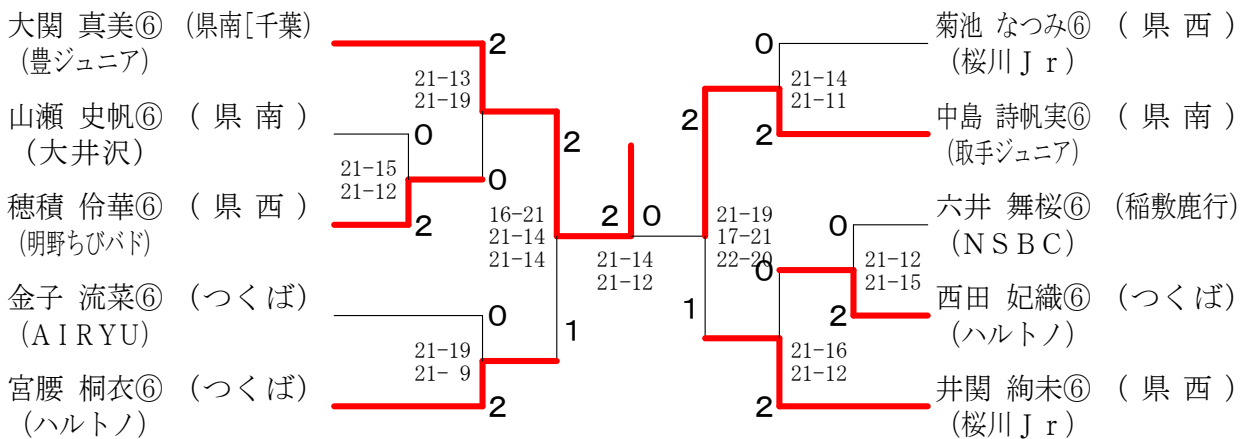 大関 真美⑥ (県南[千葉)
(豊ジュニア)
山瀬 史帆⑥ (県南)
(大井沢)
穂積 伶華⑥ (県西)
(明野ちびバド)
金子 流菜⑥ (つくば)
(AIRYU)
宮腰 桐衣⑥ (つくば)
(ハルトノ)
2
21-13
21-19
0
21-15
21-12
0
2
2
16-21
21-14
21-14
0
1
21-19
21- 9
2
2 0
21-14
21-12
0
21-14
21-11
2
2
21-19
17-21
22-20
0
0
21-12
21-15
2
1
21-16
21-12
2
菊池 なつみ⑥ (県西)
(桜川Jr)
中島 詩帆実⑥ (県南)
(取手ジュニア)
六井 舞桜⑥ (稲敷鹿行)
(NSBC)
西田 妃織⑥ (つくば)
(ハルトノ)
井関 絢未⑥ (県西)
(桜川Jr)